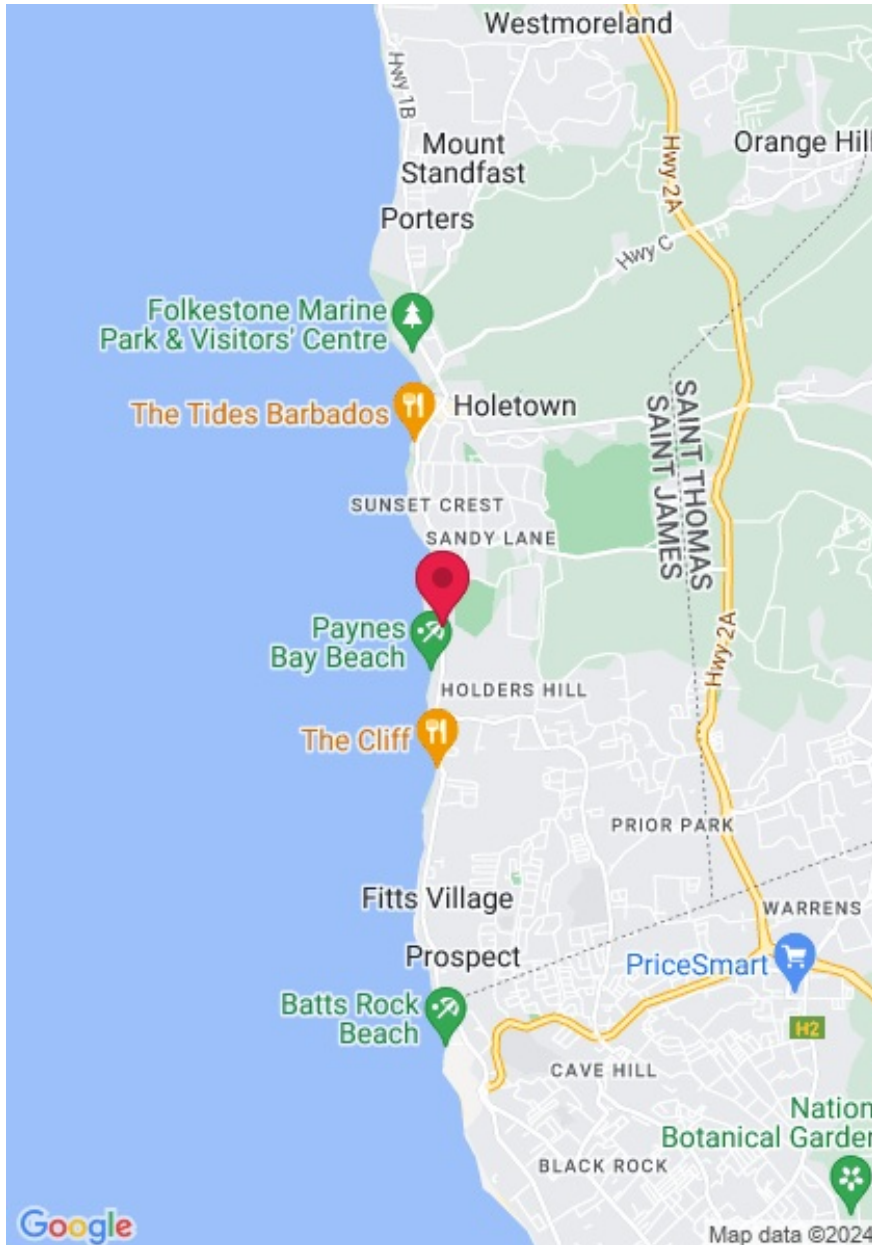 Westmoreland
Hwy 1B
Mount
Standfast
Orange Hill
Hwy 2A
Porters
Hwy C
Folkestone Marine
Park & Visitors' Centre
The Tides Barbados
Holetown
SAINT THOMAS
SAINT JAMES
SUNSET CREST
SANDY LANE
Paynes
Bay Beach
Hwy 2A
HOLDERS HILL
The Cliff
PRIOR PARK
Fitts Village
WARRENS
Prospect
PriceSmart
Batts Rock
Beach
H2
CAVE HILL
Nation
Botanical Garden
BLACK ROCK
Google
Map data ©2024